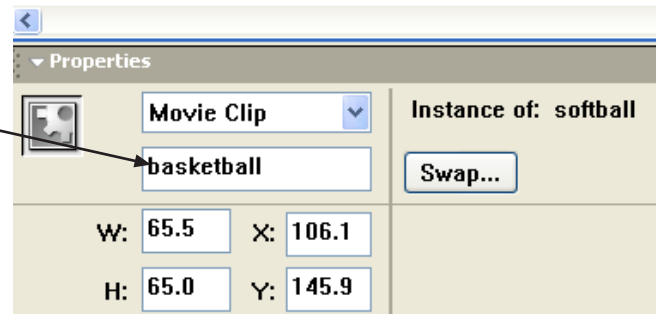 Properties
Movie Clip
Instance of: softball
basketball
Swap...
W: 65.5 X: 106.1
H: 65.0 Y: 145.9